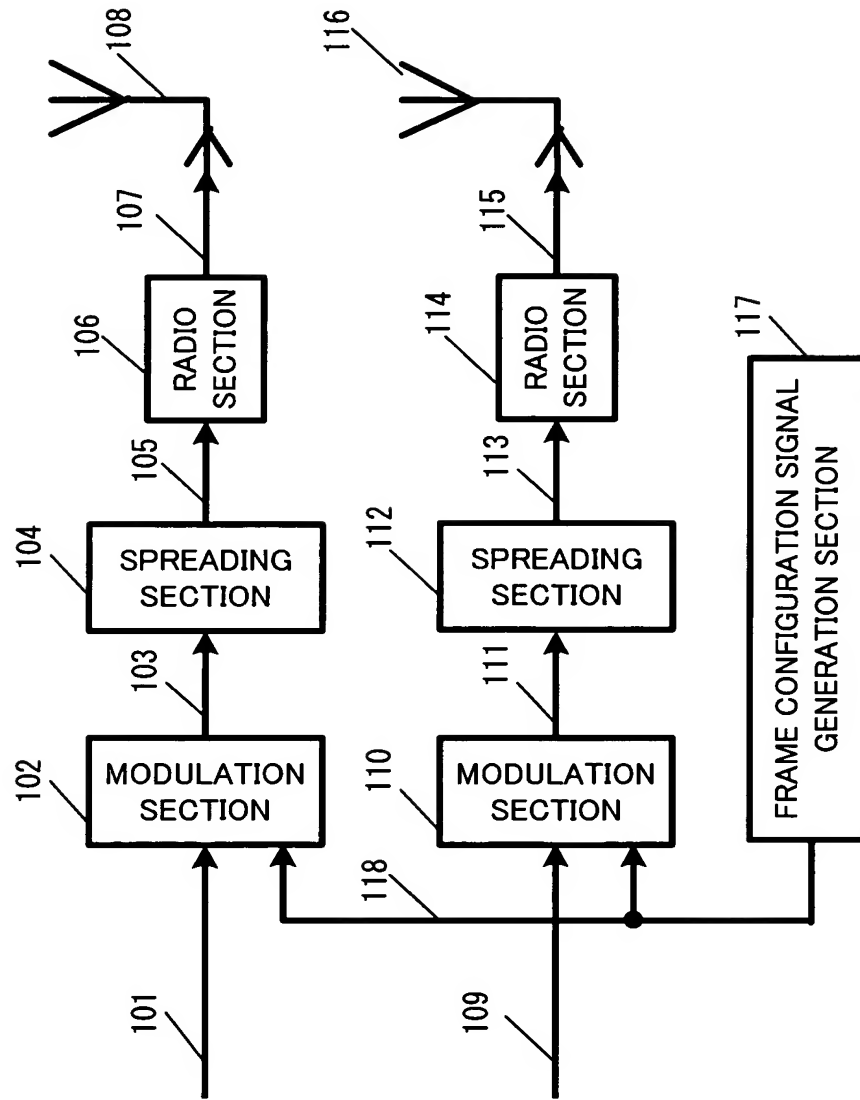 108
107
106
RADIO
SECTION
105
104
SPREADING
SECTION
103
102
MODULATION
SECTION
101
116
115
114
RADIO
SECTION
113
112
SPREADING
SECTION
111
110
MODULATION
SECTION
118
109
117
FRAME CONFIGURATION SIGNAL
GENERATION SECTION